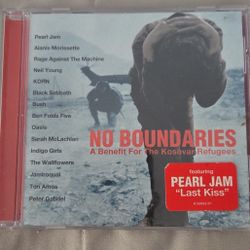 Pearl Jam
Alanis Morissette
Rage Against The Machine
Neil Young
KORN
Black Sabbath
Bush
Ben Folds Five
Oasis
Sarah McLachlan
Indigo Girls
The Wallflowers
Jamiroquai
Tori Amos
Peter Gabriel
NO BOUNDARIES
A Benefit For The Kosovar Refugees
featuring
PEARL JAM
"Last Kiss"